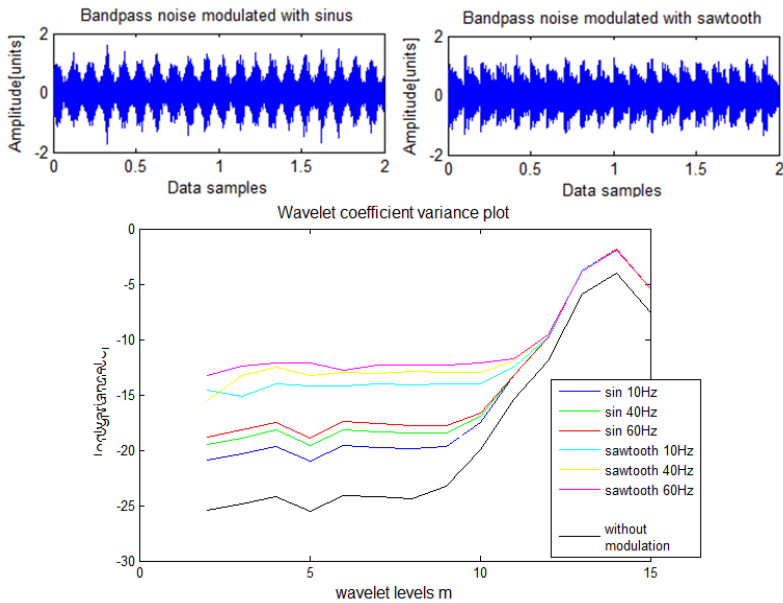 Bandpass noise modulated with sinus
Amplitude[units]
2
0
-2
0
0.5
1
1.5
2
Data samples
Bandpass noise modulated with sawtooth
Amplitude[units]
2
0
-2
0
0.5
1
1.5
2
Data samples
Wavelet coefficient variance plot
0
-5
-10
-15
-20
-25
-30
0
5
10
15
wavelet levels m
sin 10Hz
sin 40Hz
sin 60Hz
sawtooth 10Hz
sawtooth 40Hz
sawtooth 60Hz
without
modulation